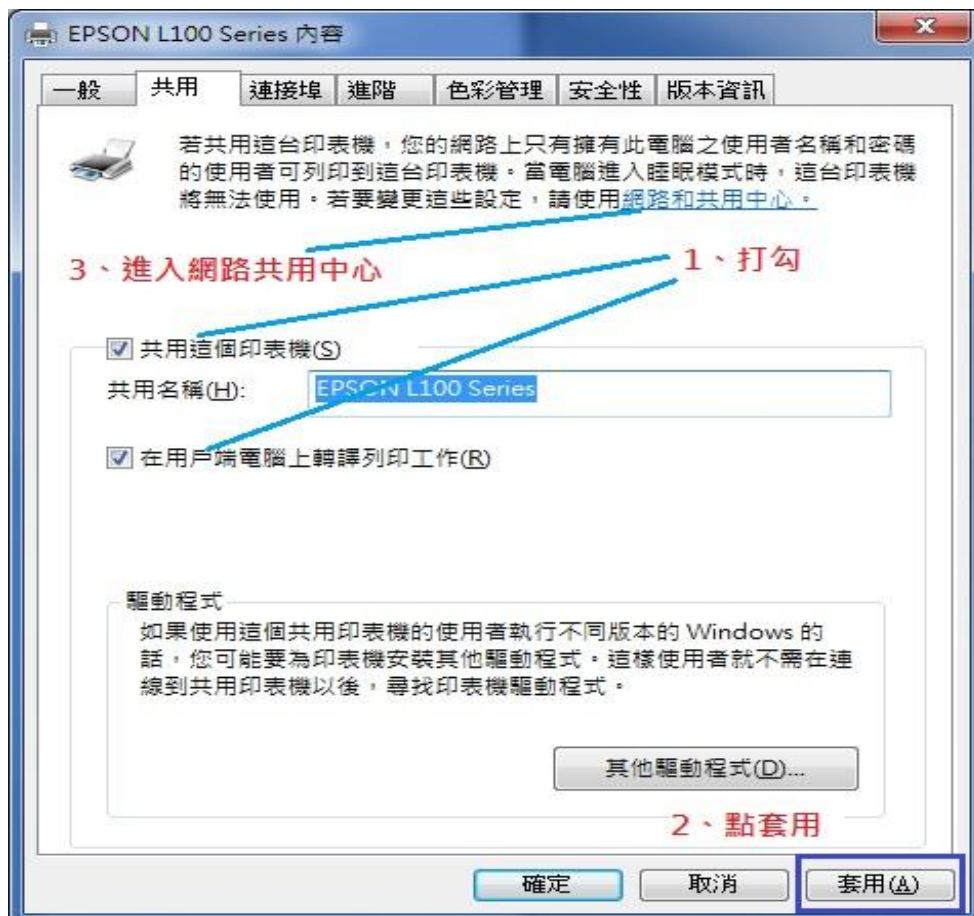 EPSON L100 Series 內容
一般 共用 連接埠 進階 色彩管理 安全性 版本資訊
若共用這台印表機，您的網路上只有擁有此電腦之使用者名稱和密碼
的使用者可列印到這台印表機。當電腦進入睡眠模式時，這台印表機
將無法使用。若要變更這些設定，請使用網路和共用中心。
3、進入網路共用中心
1、打勾
共用這個印表機(S)
共用名稱(H): EPSON L100 Series
在用戶端電腦上轉譯列印工作(R)
驅動程式
如果使用這個共用印表機的使用者執行不同版本的 Windows 的
話，您可能要為印表機安裝其他驅動程式。這樣使用者就不需在連
線到共用印表機以後，尋找印表機驅動程式。
其他驅動程式(D)...
2、點套用
確定 取消 套用(A)